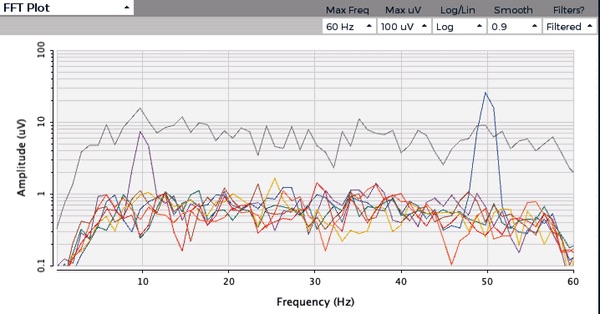 FFT Plot
Max Freq Max uV Log/Lin Smooth Filters?
60 Hz 100 uV Log 0.9 Filtered
100
10
1
0.1
Amplitude (uV)
10 20 30 40 50 60
Frequency (Hz)